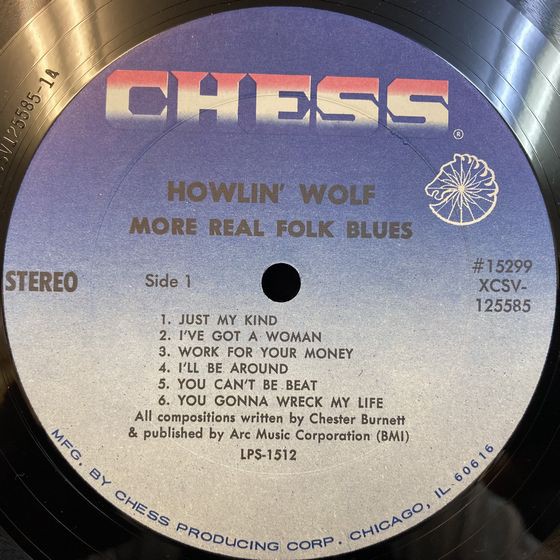 CHESS
®
HOWLIN' WOLF
MORE REAL FOLK BLUES
STEREO
Side 1
#15299
XCSV-
125585
1. JUST MY KIND
2. I'VE GOT A WOMAN
3. WORK FOR YOUR MONEY
4. I'LL BE AROUND
5. YOU CAN'T BE BEAT
6. YOU GONNA WRECK MY LIFE
All compositions written by Chester Burnett
& published by Arc Music Corporation (BMI)
LPS-1512
MFG. BY CHESS PRODUCING CORP. CHICAGO, IL. 60616
V125585-1A